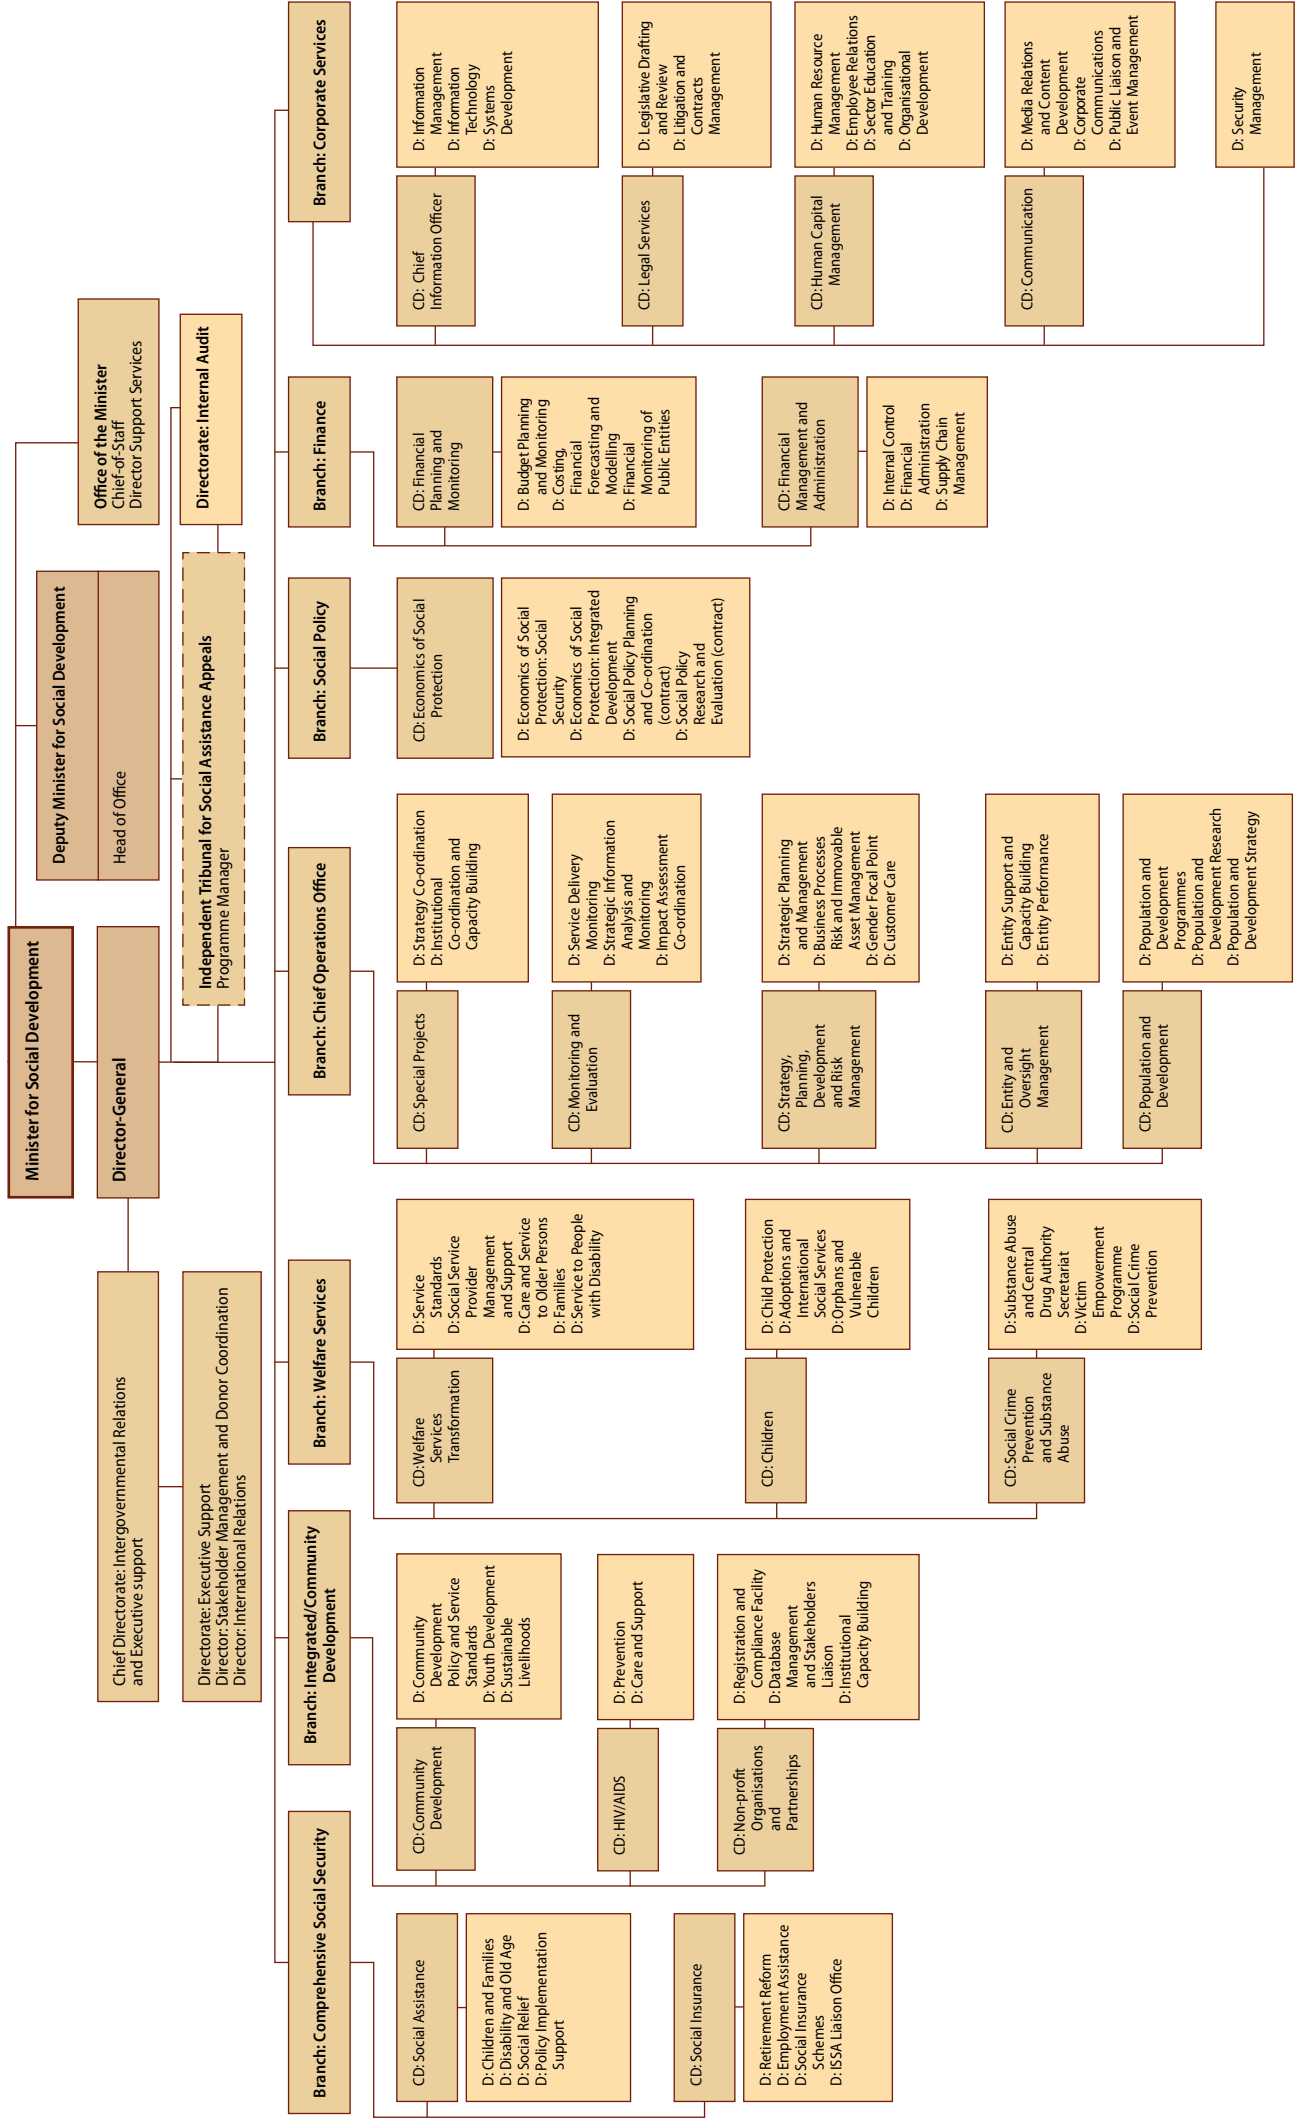 Minister for Social Development
Deputy Minister for Social Development
Head of Office
Office of the Minister
Chief-of-Staff
Director Support Services
Director-General
Chief Directorate: Intergovernmental Relations
and Executive support
Directorate: Executive Support
Director: Stakeholder Management and Donor Coordination
Director: International Relations
Independent Tribunal for Social Assistance Appeals
Programme Manager
Directorate: Internal Audit
Branch: Comprehensive Social Security
CD: Social Assistance
D: Children and Families
D: Disability and Old Age
D: Social Relief
D: Policy Implementation
Support
CD: Social Insurance
D: Retirement Reform
D: Employment Assistance
D: Social Insurance
Schemes
D: ISSA Liaison Office
Branch: Integrated/Community
Development
CD: Community
Development
D: Community
Development
Policy and Service
Standards
D: Youth Development
D: Sustainable
Livelihoods
CD: HIV/AIDS
D: Prevention
D: Care and Support
CD: Non-profit
Organisations
and
Partnerships
D: Registration and
Compliance Facility
D: Database
Management
and Stakeholders
Liaison
D: Institutional
Capacity Building
Branch: Welfare Services
CD: Welfare
Services
Transformation
D: Service
Standards
D: Social Service
Provider
Management
and Support
D: Care and Service
to Older Persons
D: Families
D: Service to People
with Disability
CD: Children
D: Child Protection
D: Adoptions and
International
Social Services
D: Orphans and
Vulnerable
Children
CD: Social Crime
Prevention
and Substance
Abuse
D: Substance Abuse
and Central
Drug Authority
Secretariat
D: Victim
Empowerment
Programme
D: Social Crime
Prevention
Branch: Chief Operations Office
CD: Special Projects
D: Strategy Co-ordination
D: Institutional
Co-ordination and
Capacity Building
CD: Monitoring and
Evaluation
D: Service Delivery
Monitoring
D: Strategic Information
Analysis and
Monitoring
D: Impact Assessment
Co-ordination
CD: Strategy,
Planning,
Development
and Risk
Management
D: Strategic Planning
and Management
D: Business Processes
Risk and Immovable
Asset Management
D: Gender Focal Point
D: Customer Care
CD: Entity and
Oversight
Management
D: Entity Support and
Capacity Building
D: Entity Performance
CD: Population and
Development
D: Population and
Development
Programmes
D: Population and
Development Research
D: Population and
Development Strategy
Branch: Social Policy
CD: Economics of Social
Protection
D: Economics of Social
Protection: Social
Security
D: Economics of Social
Protection: Integrated
Development
D: Social Policy Planning
and Co-ordination
(contract)
D: Social Policy
Research and
Evaluation (contract)
Branch: Finance
CD: Financial
Planning and
Monitoring
D: Budget Planning
and Monitoring
D: Costing,
Financial
Forecasting and
Modelling
D: Financial
Monitoring of
Public Entities
CD: Financial
Management and
Administration
D: Internal Control
D: Financial
Administration
D: Supply Chain
Management
Branch: Corporate Services
CD: Chief
Information Officer
D: Information
Management
D: Information
Technology
D: Systems
Development
CD: Legal Services
D: Legislative Drafting
and Review
D: Litigation and
Contracts
Management
CD: Human Capital
Management
D: Human Resource
Management
D: Employee Relations
D: Sector Education
and Training
D: Organisational
Development
CD: Communication
D: Media Relations
and Content
Development
D: Corporate
Communications
D: Public Liaison and
Event Management
D: Security
Management